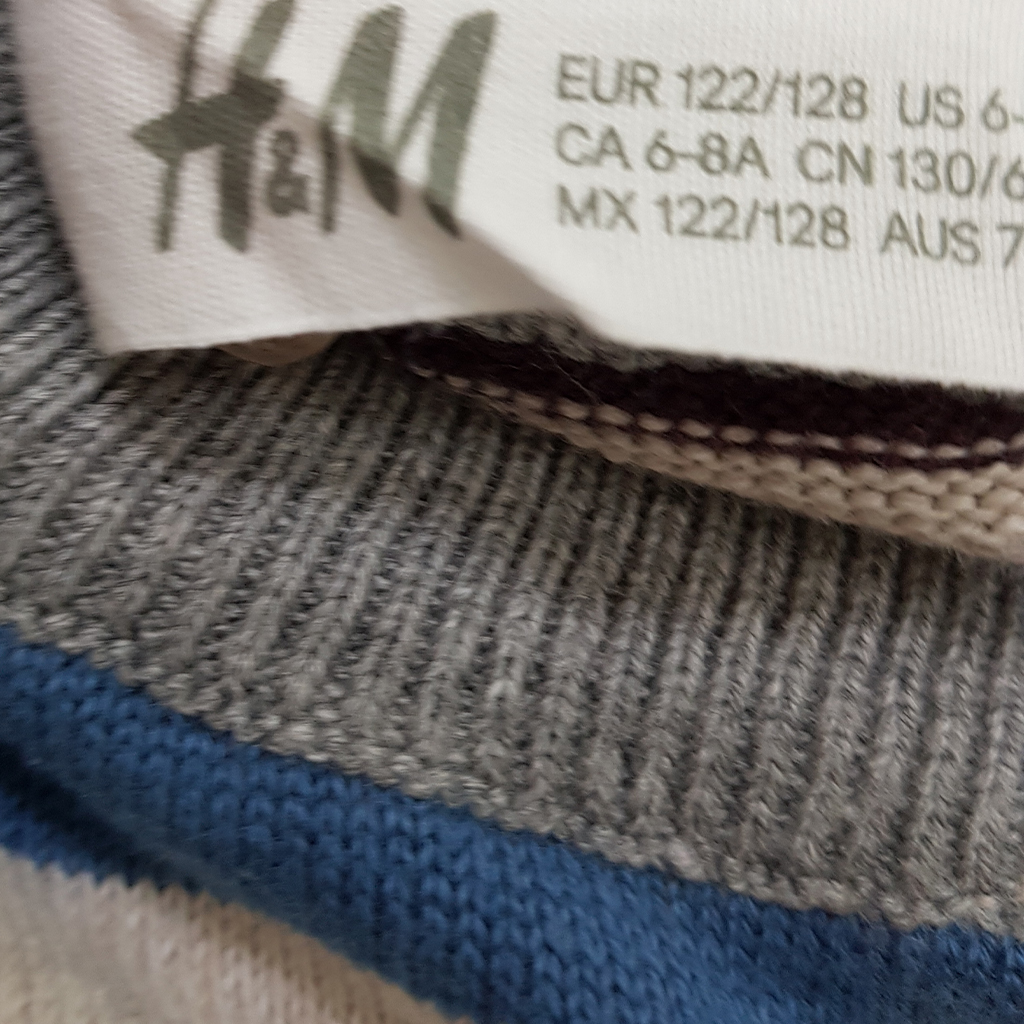 H&M
EUR 122/128 US 6-
CA 6-8A CN 130/6
MX 122/128 AUS 7